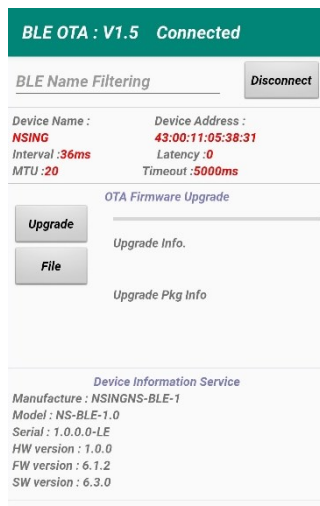 BLE OTA : V1.5 Connected
BLE Name Filtering
Disconnect
Device Name : Device Address :
NSING 43:00:11:05:38:31
Interval :36ms Latency :0
MTU :20 Timeout :5000ms
OTA Firmware Upgrade
Upgrade
Upgrade Info.
File
Upgrade Pkg Info
Device Information Service
Manufacture : NSINGNS-BLE-1
Model : NS-BLE-1.0
Serial : 1.0.0.0-LE
HW version : 1.0.0
FW version : 6.1.2
SW version : 6.3.0